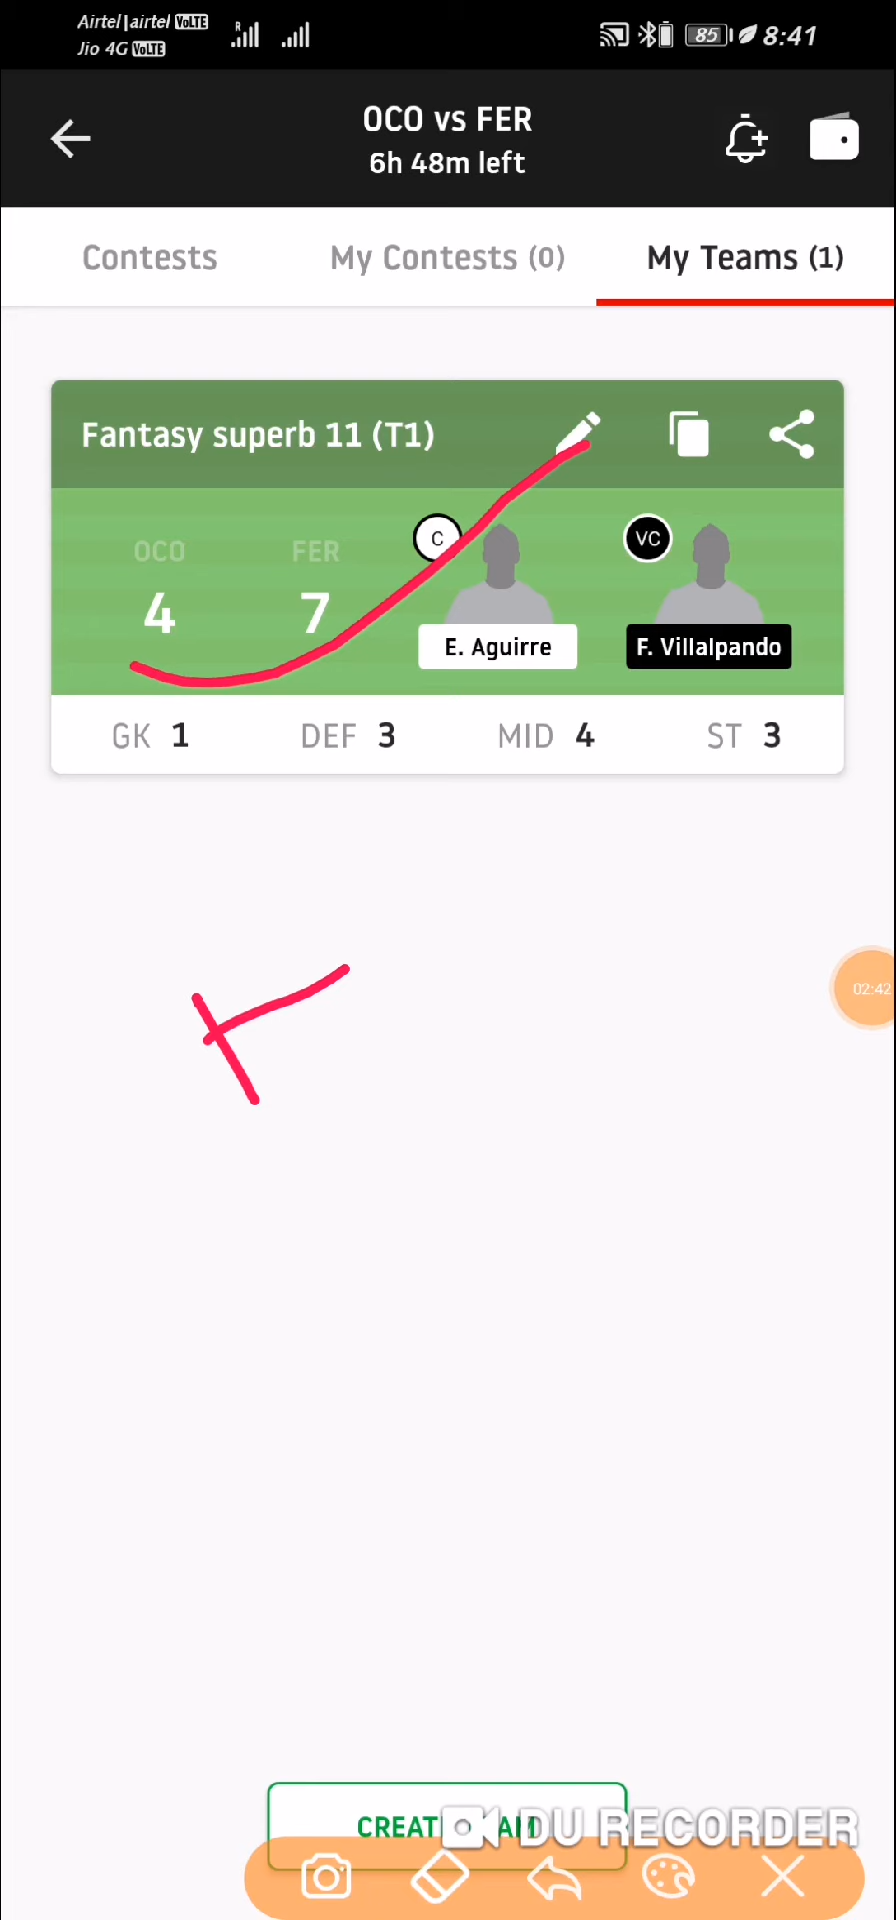 Airtel|airtel VoLTE
Jio 4G VoLTE
R
85
8:41
OCO vs FER
6h 48m left
Contests
My Contests (0)
My Teams (1)
Fantasy superb 11 (T1)
OCO
4
FER
7
C
E. Aguirre
VC
F. Villalpando
GK 1
DEF 3
MID 4
ST 3
02:42
DU RECORDER